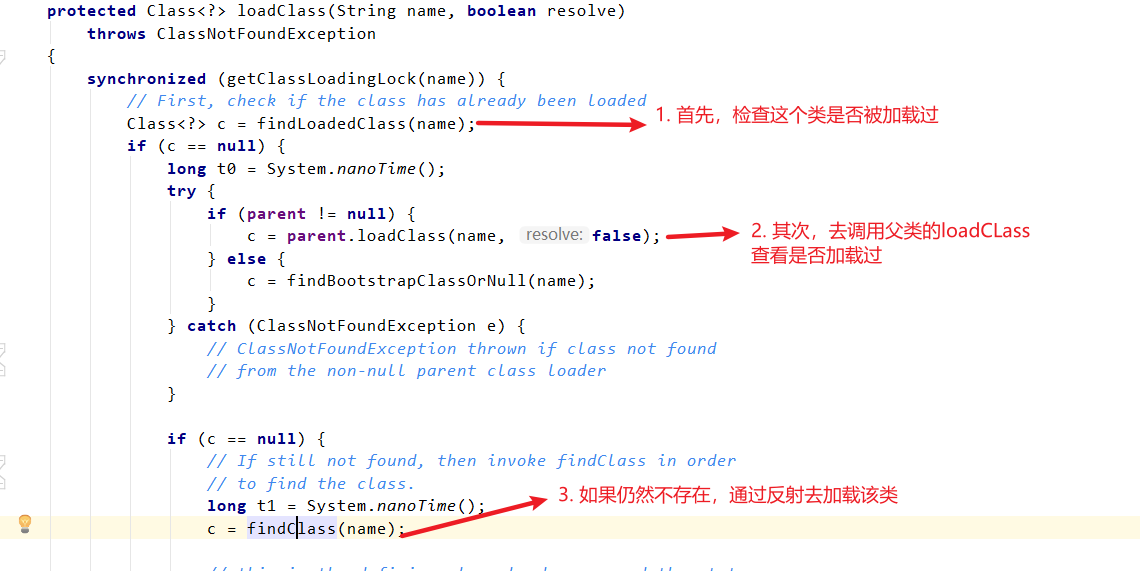 protected Class<?> loadClass(String name, boolean resolve)
throws ClassNotFoundException
{
synchronized (getClassLoadingLock(name)) {
// First, check if the class has already been loaded
Class<?> c = findLoadedClass(name);
1. 首先，检查这个类是否被加载过
if (c == null) {
long t0 = System.nanoTime();
try {
if (parent != null) {
c = parent.loadClass(name, resolve: false);
2. 其次，去调用父类的loadCLass
查看是否加载过
} else {
c = findBootstrapClassOrNull(name);
}
} catch (ClassNotFoundException e) {
// ClassNotFoundException thrown if class not found
// from the non-null parent class loader
}
if (c == null) {
// If still not found, then invoke findClass in order
// to find the class.
long t1 = System.nanoTime();
3. 如果仍然不存在，通过反射去加载该类
c = findClass(name);